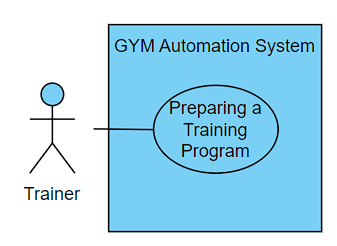 GYM Automation System
Preparing a
Training
Program
Trainer